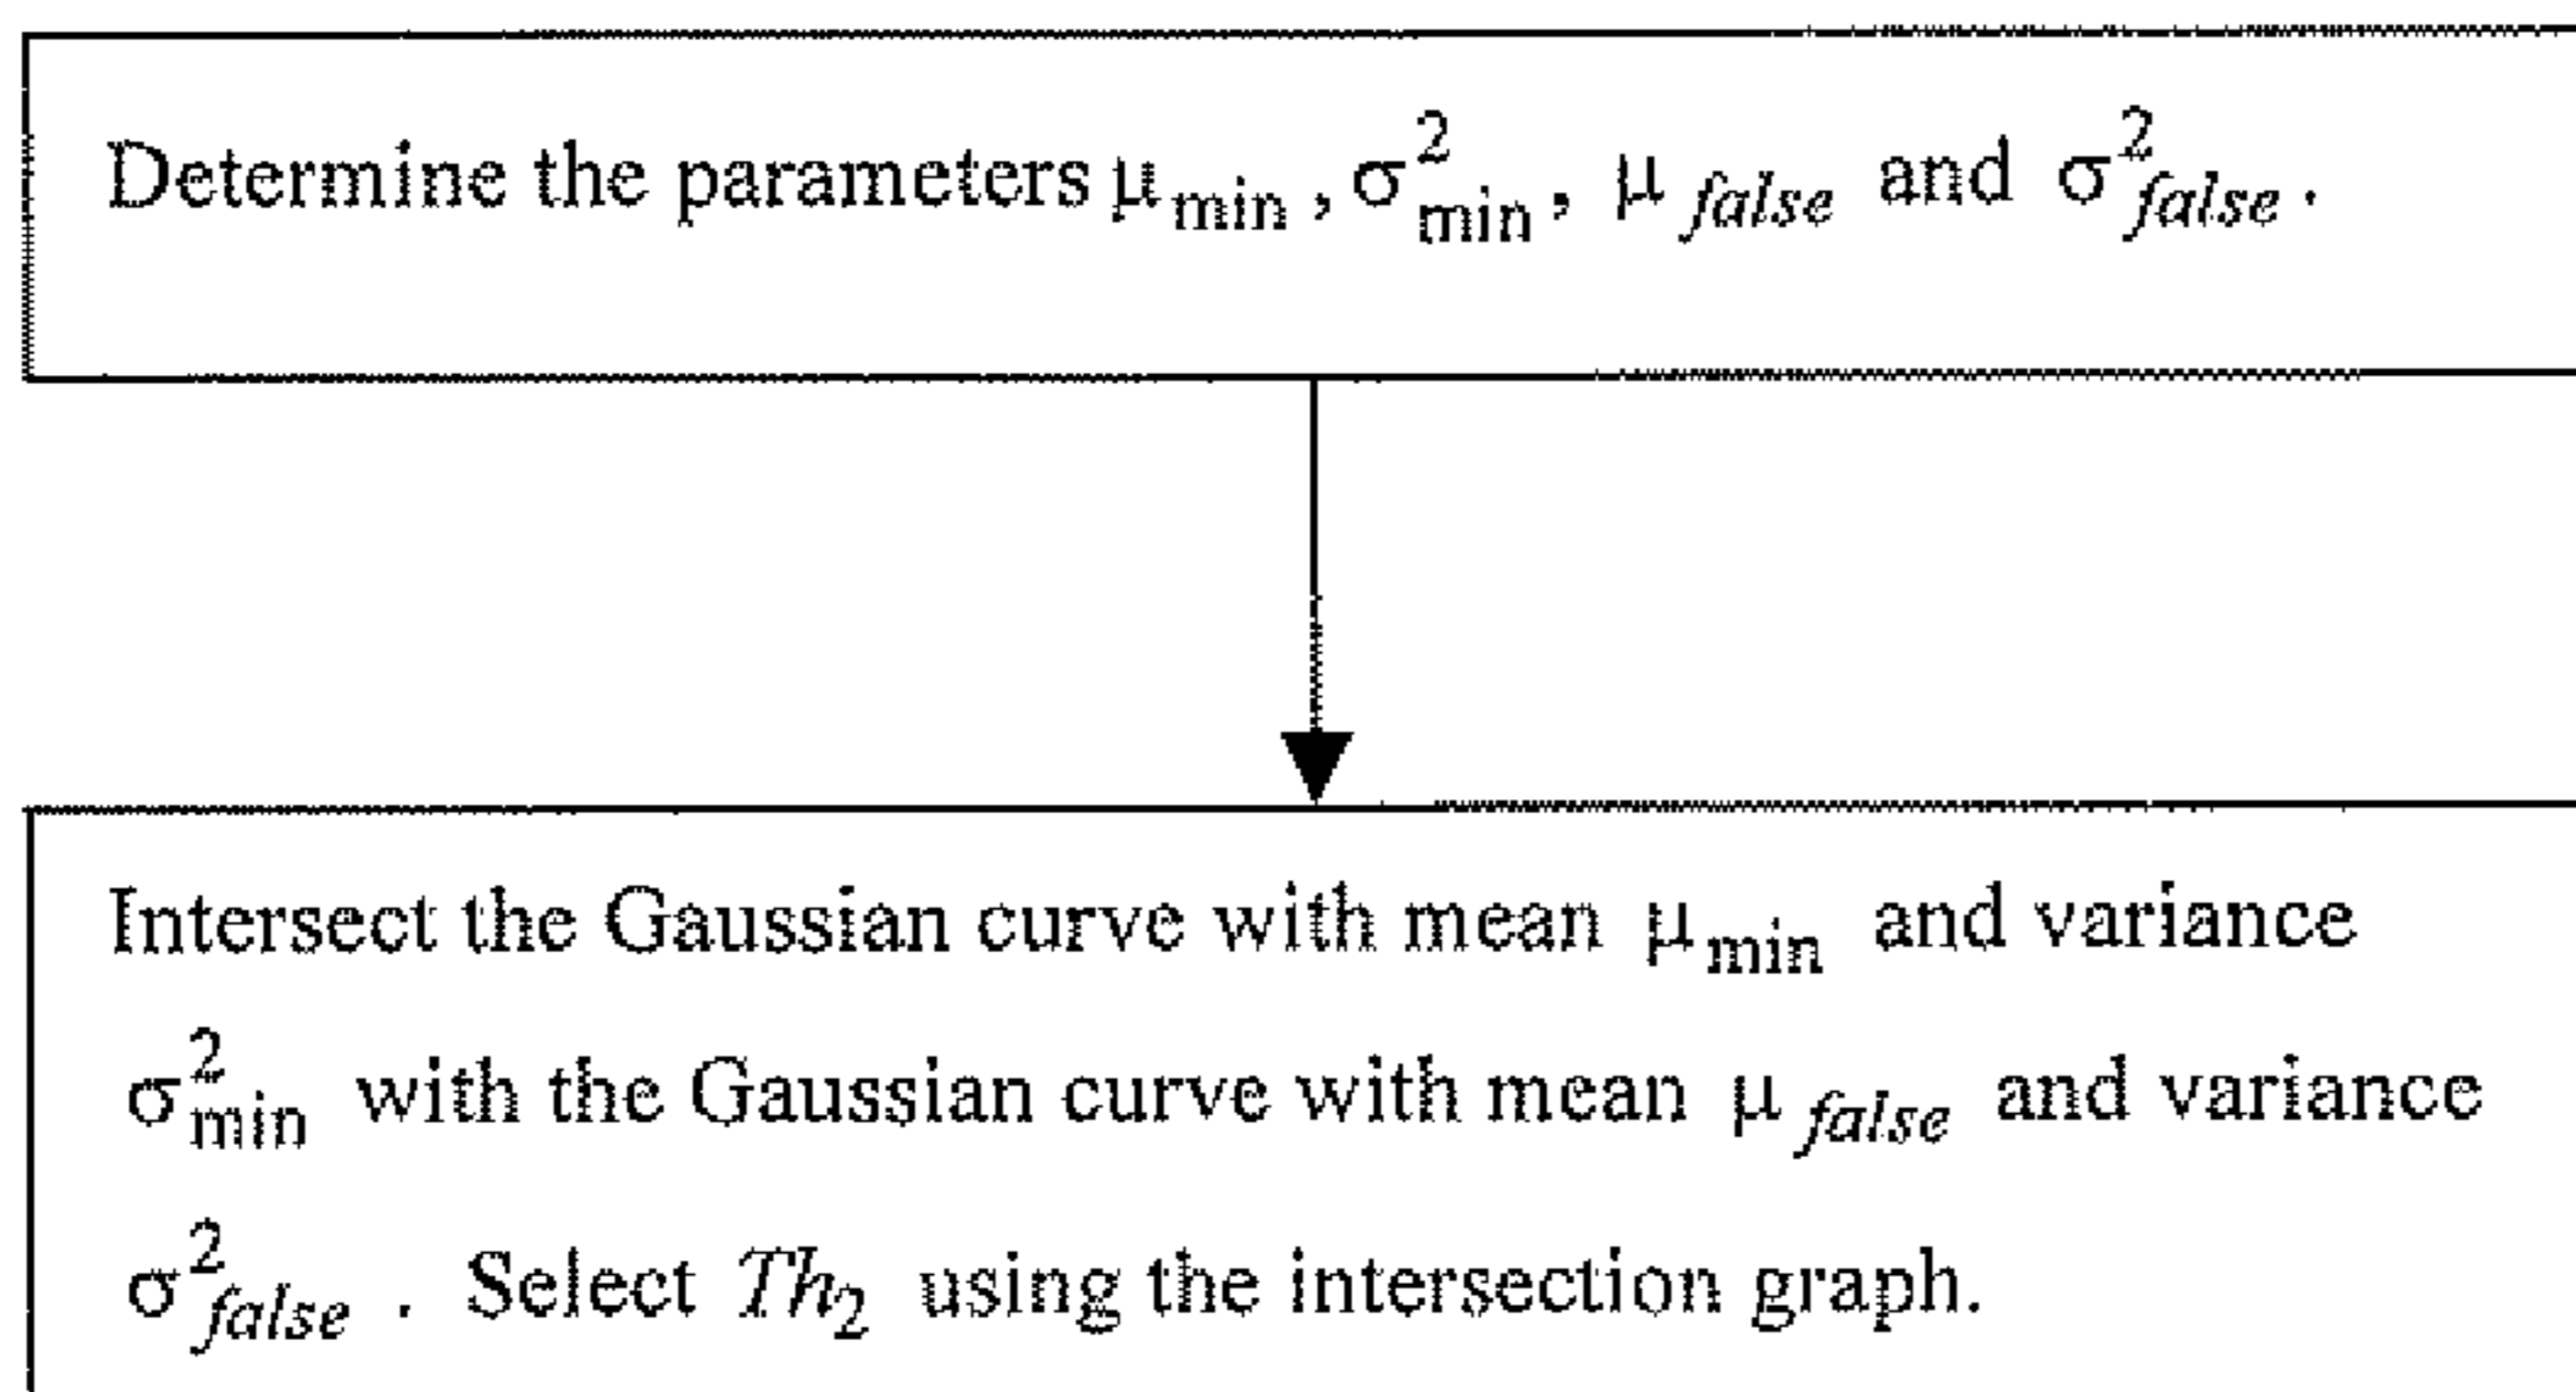 Determine the parameters μ_min , σ²_min, μ_false and σ²_false.
Intersect the Gaussian curve with mean μ_min and variance
σ²_min with the Gaussian curve with mean μ_false and variance
σ²_false . Select Th₂ using the intersection graph.